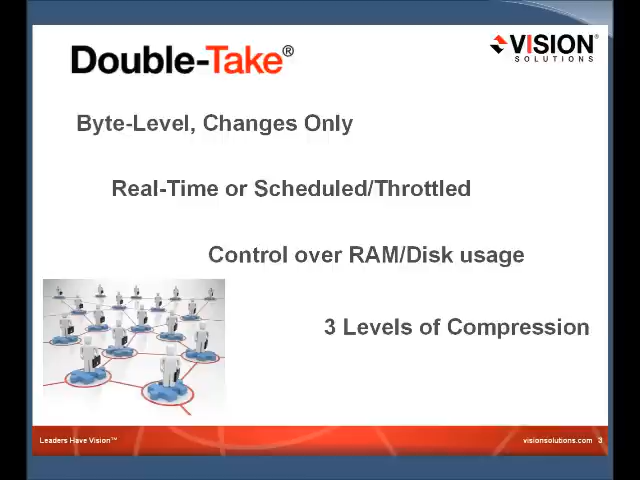 Double-Take®
VISION®
SOLUTIONS
Byte-Level, Changes Only
Real-Time or Scheduled/Throttled
Control over RAM/Disk usage
3 Levels of Compression
Leaders Have Vision™
visionsolutions.com 3